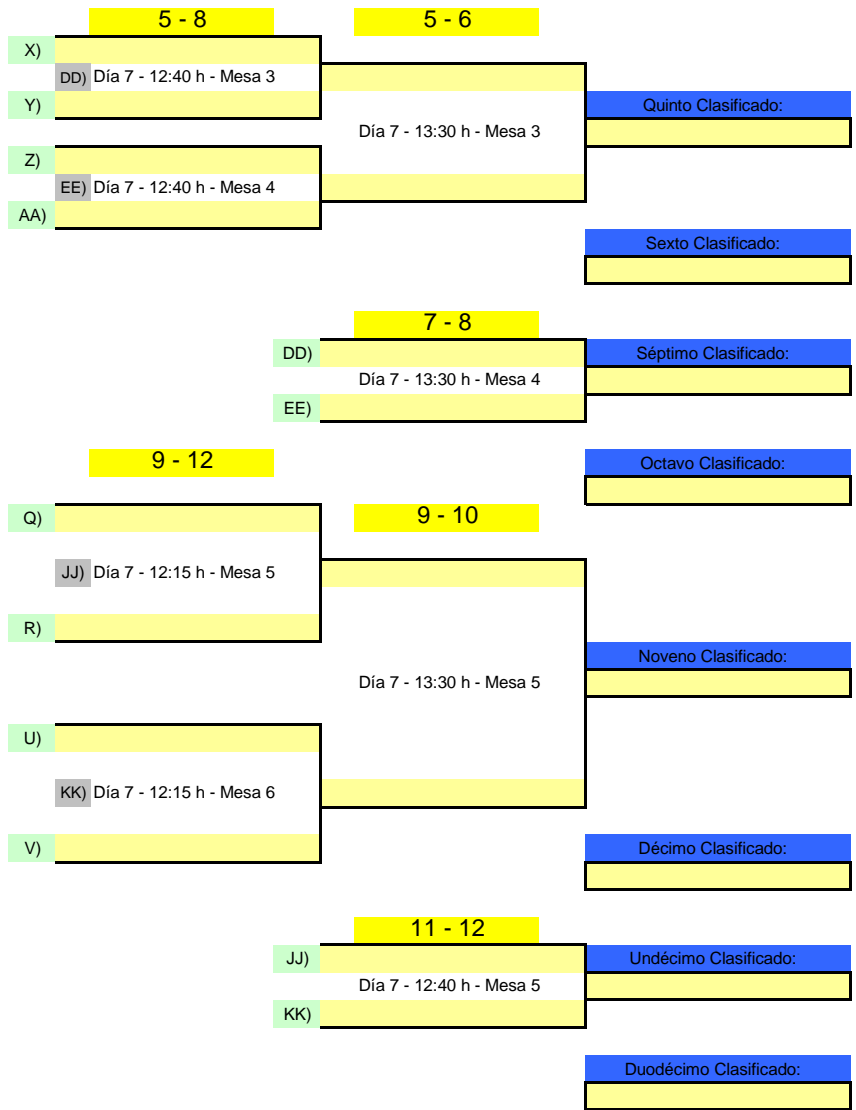 5 - 8
5 - 6
X)
DD) Día 7 - 12:40 h - Mesa 3
Y)
Quinto Clasificado:
Día 7 - 13:30 h - Mesa 3
Z)
EE) Día 7 - 12:40 h - Mesa 4
AA)
Sexto Clasificado:
7 - 8
DD)
Séptimo Clasificado:
Día 7 - 13:30 h - Mesa 4
EE)
9 - 12
Octavo Clasificado:
Q)
9 - 10
JJ) Día 7 - 12:15 h - Mesa 5
R)
Noveno Clasificado:
Día 7 - 13:30 h - Mesa 5
U)
KK) Día 7 - 12:15 h - Mesa 6
V)
Décimo Clasificado:
11 - 12
JJ)
Undécimo Clasificado:
Día 7 - 12:40 h - Mesa 5
KK)
Duodécimo Clasificado: